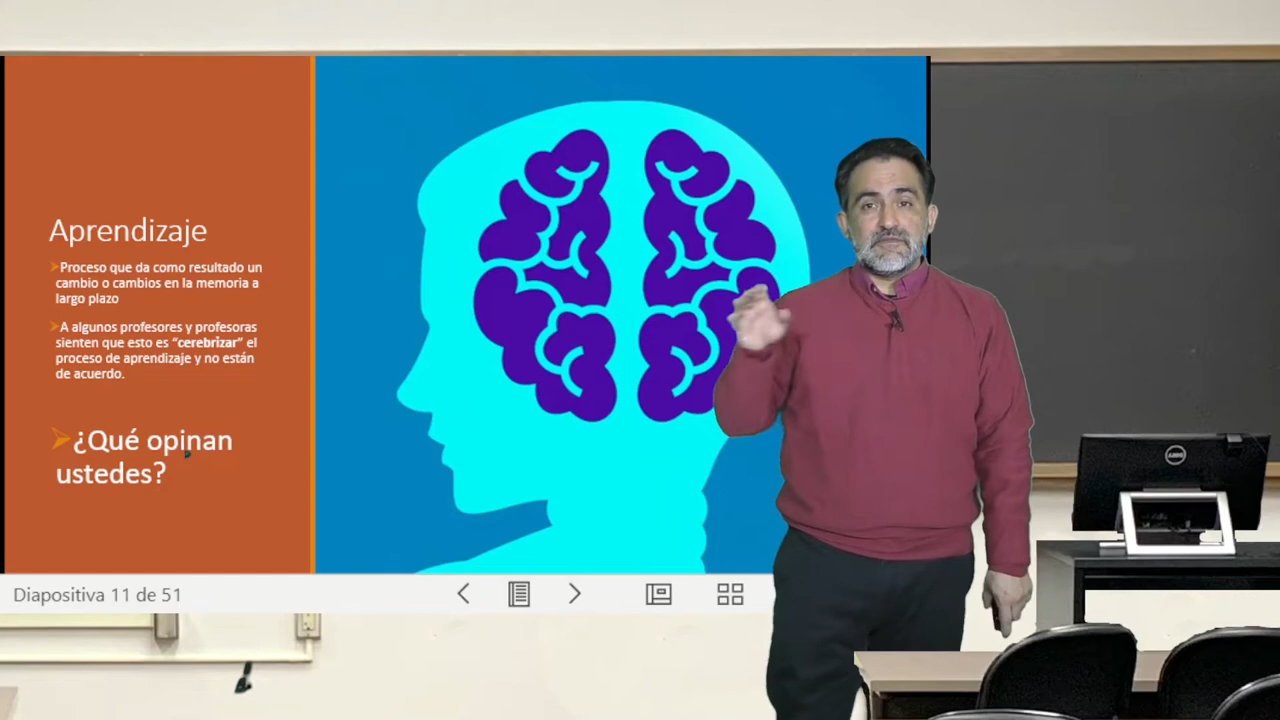 Aprendizaje
➤Proceso que da como resultado un
cambio o cambios en la memoria a
largo plazo
➤A algunos profesores y profesoras
sienten que esto es “cerebrizar” el
proceso de aprendizaje y no están
de acuerdo.
➤¿Qué opinan
ustedes?
Diapositiva 11 de 51
DELL